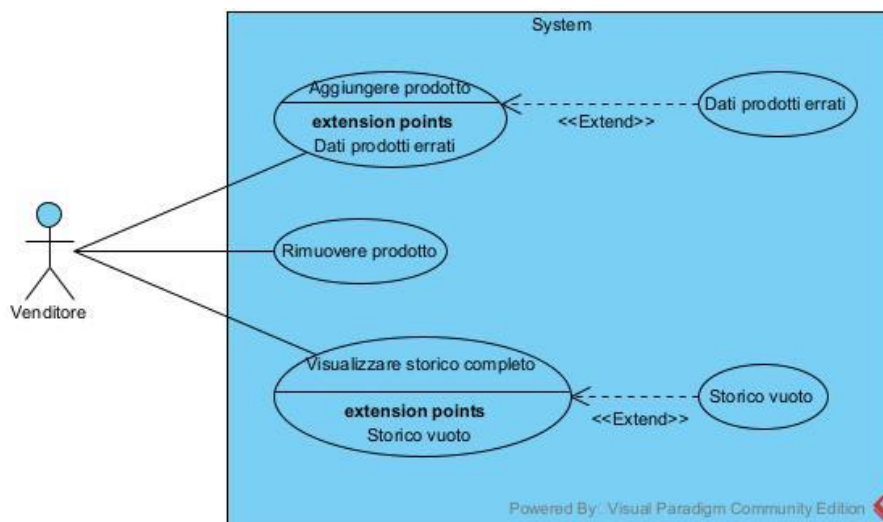 System
Aggiungere prodotto
extension points
Dati prodotti errati
<<Extend>>
Dati prodotti errati
Rimuovere prodotto
Venditore
Visualizzare storico completo
extension points
Storico vuoto
<<Extend>>
Storico vuoto
Powered By: Visual Paradigm Community Edition